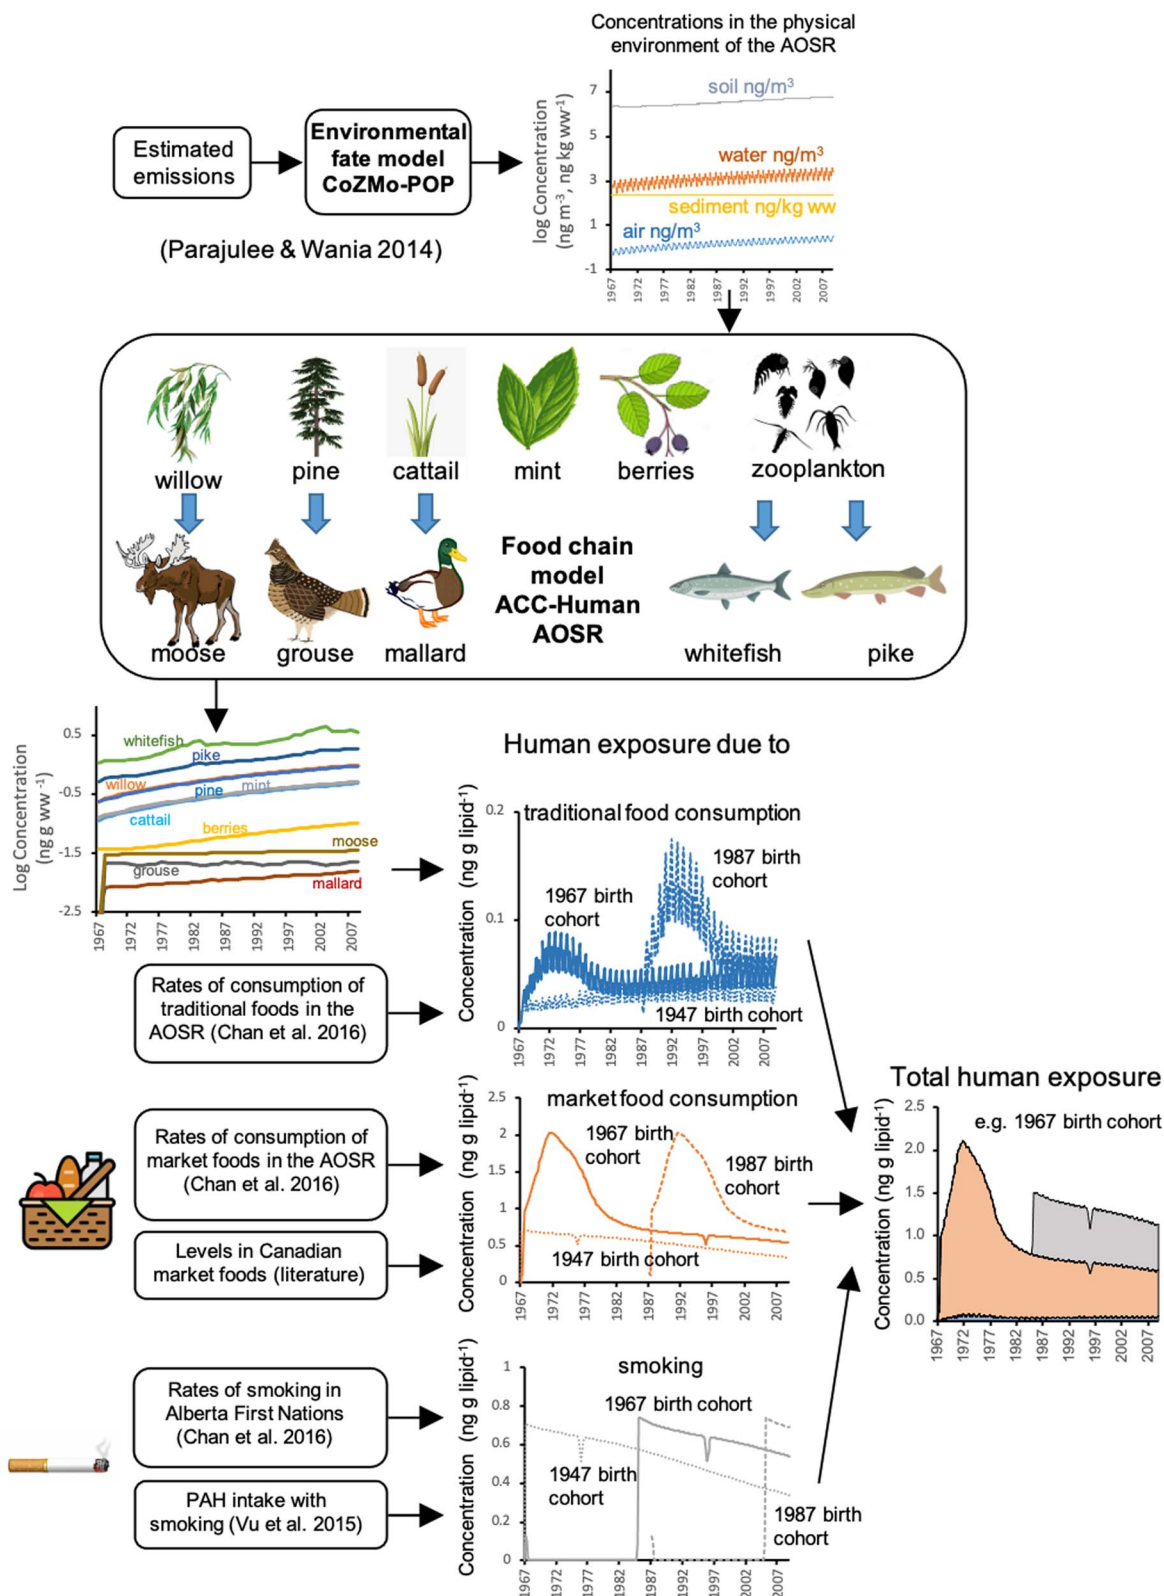 Concentrations in the physical
environment of the AOSR
Estimated
emissions
Environmental
fate model
CoZMo-POP
(Parajulee & Wania 2014)
log Concentration
(ng m⁻³, ng kg ww⁻¹)
7
5
3
1
-1
soil ng/m³
water ng/m³
sediment ng/kg ww
air ng/m³
1967
1972
1977
1982
1987
1992
1997
2002
2007
willow
pine
cattail
mint
berries
zooplankton
Food chain
model
ACC-Human
AOSR
moose
grouse
mallard
whitefish
pike
Log Concentration
(ng g ww ⁻¹)
0.5
-0.5
-1.5
-2.5
whitefish
pike
willow
pine
mint
cattail
berries
moose
grouse
mallard
1967
1972
1977
1982
1987
1992
1997
2002
2007
Human exposure due to
traditional food consumption
Concentration (ng g lipid⁻¹)
0.2
0.1
0
1967 birth
cohort
1987 birth
cohort
1947 birth cohort
1967
1972
1977
1982
1987
1992
1997
2002
2007
Rates of consumption of
traditional foods in the
AOSR (Chan et al. 2016)
Rates of consumption of
market foods in the AOSR
(Chan et al. 2016)
Levels in Canadian
market foods (literature)
market food consumption
Concentration (ng g lipid⁻¹)
2.5
2
1.5
1
0.5
0
1967 birth
cohort
1987 birth
cohort
1947 birth cohort
1967
1972
1977
1982
1987
1992
1997
2002
2007
Total human exposure
e.g. 1967 birth cohort
Concentration (ng g lipid⁻¹)
2.5
2.0
1.5
1.0
0.5
0.0
1967
1972
1977
1982
1987
1992
1997
2002
2007
Rates of smoking in
Alberta First Nations
(Chan et al. 2016)
PAH intake with
smoking (Vu et al. 2015)
smoking
Concentration (ng g lipid⁻¹)
1
0.8
0.6
0.4
0.2
0
1967 birth cohort
1947 birth
cohort
1987 birth
cohort
1967
1972
1977
1982
1987
1992
1997
2002
2007